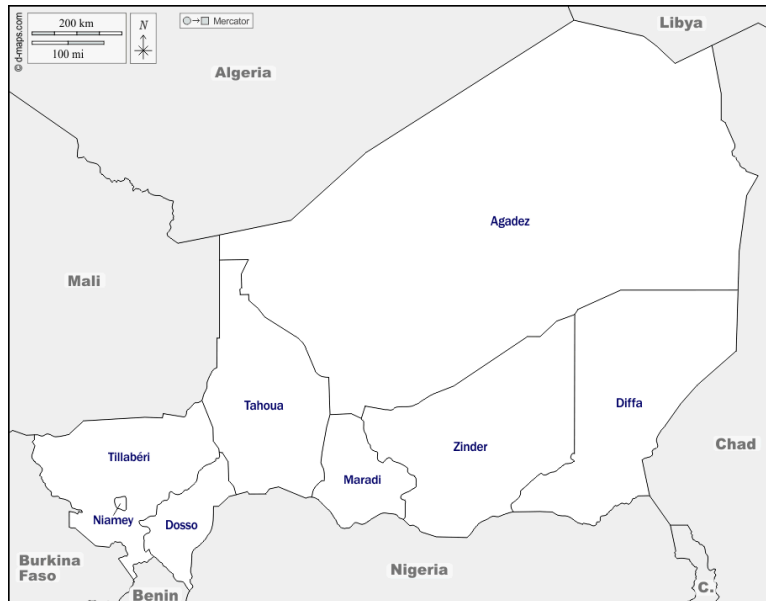 200 km
100 mi
© d-maps.com
N
Mercator
Libya
Algeria
Agadez
Mali
Tahoua
Diffa
Zinder
Chad
Tillabéri
Maradi
Niamey
Dosso
Burkina
Faso
Nigeria
Benin
C.